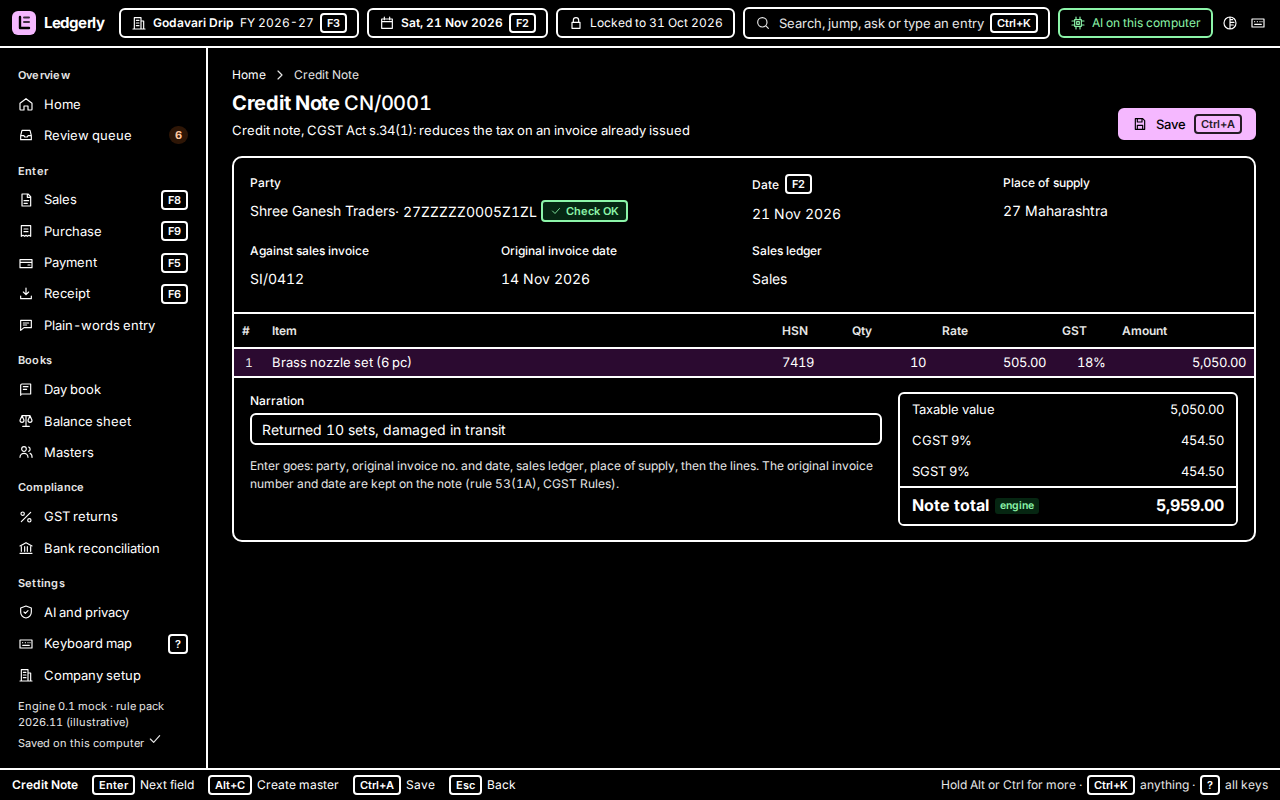 Ledgerly
Godavari Drip FY 2026-27 F3
Sat, 21 Nov 2026 F2
Locked to 31 Oct 2026
Search, jump, ask or type an entry Ctrl+K
AI on this computer
Overview
Home
Review queue 6
Enter
Sales F8
Purchase F9
Payment F5
Receipt F6
Plain-words entry
Books
Day book
Balance sheet
Masters
Compliance
GST returns
Bank reconciliation
Settings
AI and privacy
Keyboard map ?
Company setup
Engine 0.1 mock · rule pack
2026.11 (illustrative)
Saved on this computer
Home > Credit Note
Credit Note CN/0001
Credit note, CGST Act s.34(1): reduces the tax on an invoice already issued
Save Ctrl+A
Party
Shree Ganesh Traders · 27ZZZZZ0005Z1ZL Check OK
Date F2
21 Nov 2026
Place of supply
27 Maharashtra
Against sales invoice
SI/0412
Original invoice date
14 Nov 2026
Sales ledger
Sales
# Item HSN Qty Rate GST Amount
1 Brass nozzle set (6 pc) 7419 10 505.00 18% 5,050.00
Narration
Returned 10 sets, damaged in transit
Enter goes: party, original invoice no. and date, sales ledger, place of supply, then the lines. The original invoice
number and date are kept on the note (rule 53(1A), CGST Rules).
Taxable value 5,050.00
CGST 9% 454.50
SGST 9% 454.50
Note total engine 5,959.00
Credit Note Enter Next field Alt+C Create master Ctrl+A Save Esc Back
Hold Alt or Ctrl for more · Ctrl+K anything · ? all keys